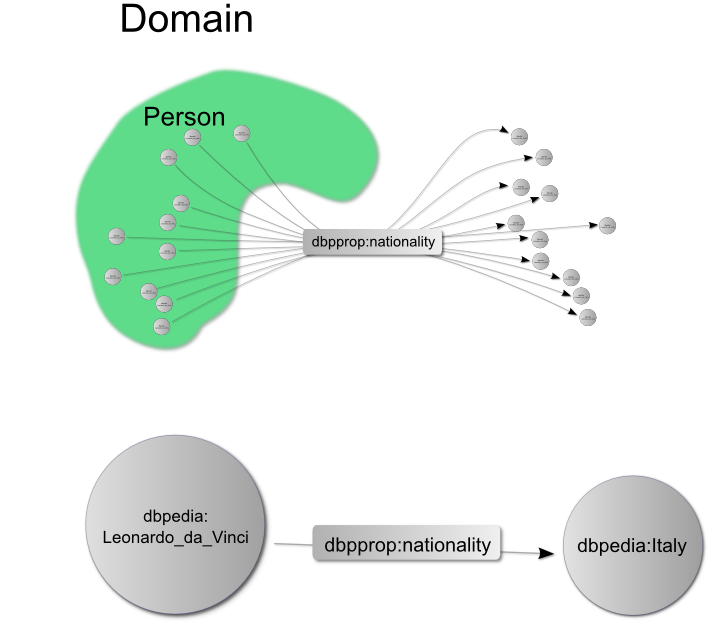 Domain
Person
dbpprop:nationality
dbpedia:
Leonardo_da_Vinci
dbpprop:nationality
dbpedia:Italy